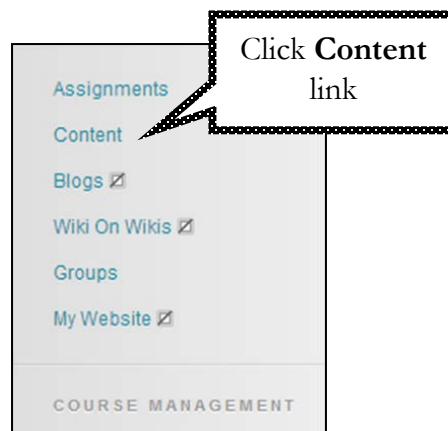 Click Content
link
Assignments
Content
Blogs
Wiki On Wikis
Groups
My Website
COURSE MANAGEMENT